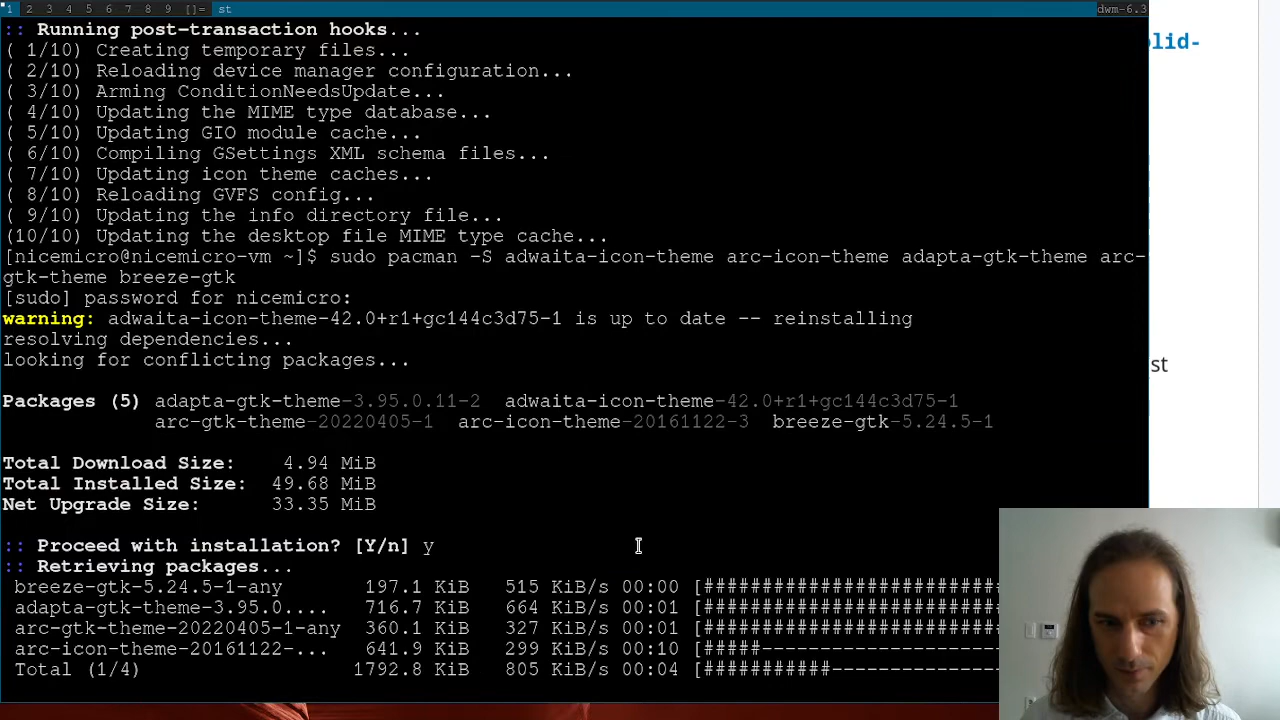 1 2 3 4 5 6 7 8 9 []= st dwm-6.3
:: Running post-transaction hooks...
( 1/10) Creating temporary files...
( 2/10) Reloading device manager configuration...
( 3/10) Arming ConditionNeedsUpdate...
( 4/10) Updating the MIME type database...
( 5/10) Updating GIO module cache...
( 6/10) Compiling GSettings XML schema files...
( 7/10) Updating icon theme caches...
( 8/10) Reloading GVFS config...
( 9/10) Updating the info directory file...
(10/10) Updating the desktop file MIME type cache...
[nicemicro@nicemicro-vm ~]$ sudo pacman -S adwaita-icon-theme arc-icon-theme adapta-gtk-theme arc-
gtk-theme breeze-gtk
[sudo] password for nicemicro:
warning: adwaita-icon-theme-42.0+r1+gc144c3d75-1 is up to date -- reinstalling
resolving dependencies...
looking for conflicting packages...
Packages (5) adapta-gtk-theme-3.95.0.11-2 adwaita-icon-theme-42.0+r1+gc144c3d75-1
arc-gtk-theme-20220405-1 arc-icon-theme-20161122-3 breeze-gtk-5.24.5-1
Total Download Size: 4.94 MiB
Total Installed Size: 49.68 MiB
Net Upgrade Size: 33.35 MiB
:: Proceed with installation? [Y/n] y
:: Retrieving packages...
breeze-gtk-5.24.5-1-any 197.1 KiB 515 KiB/s 00:00 [##########################
adapta-gtk-theme-3.95.0.... 716.7 KiB 664 KiB/s 00:01 [##########################
arc-gtk-theme-20220405-1-any 360.1 KiB 327 KiB/s 00:01 [##########################
arc-icon-theme-20161122-... 641.9 KiB 299 KiB/s 00:10 [#####---------------------
Total (1/4) 1792.8 KiB 805 KiB/s 00:04 [###########---------------
lid-
st